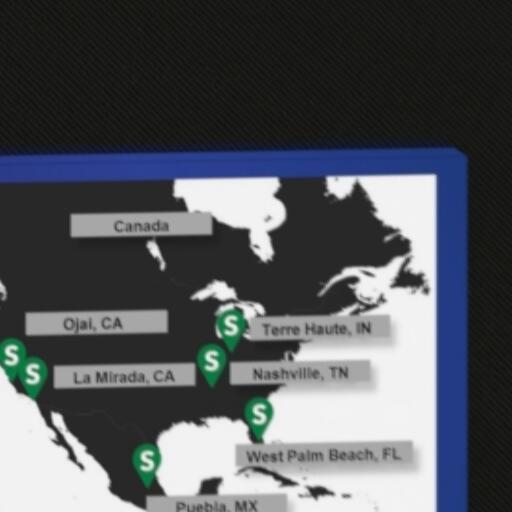 Canada
Ojai, CA
S
Terre Haute, IN
S
S
S
La Mirada, CA
Nashville, TN
S
West Palm Beach, FL
S
Puebla, MX